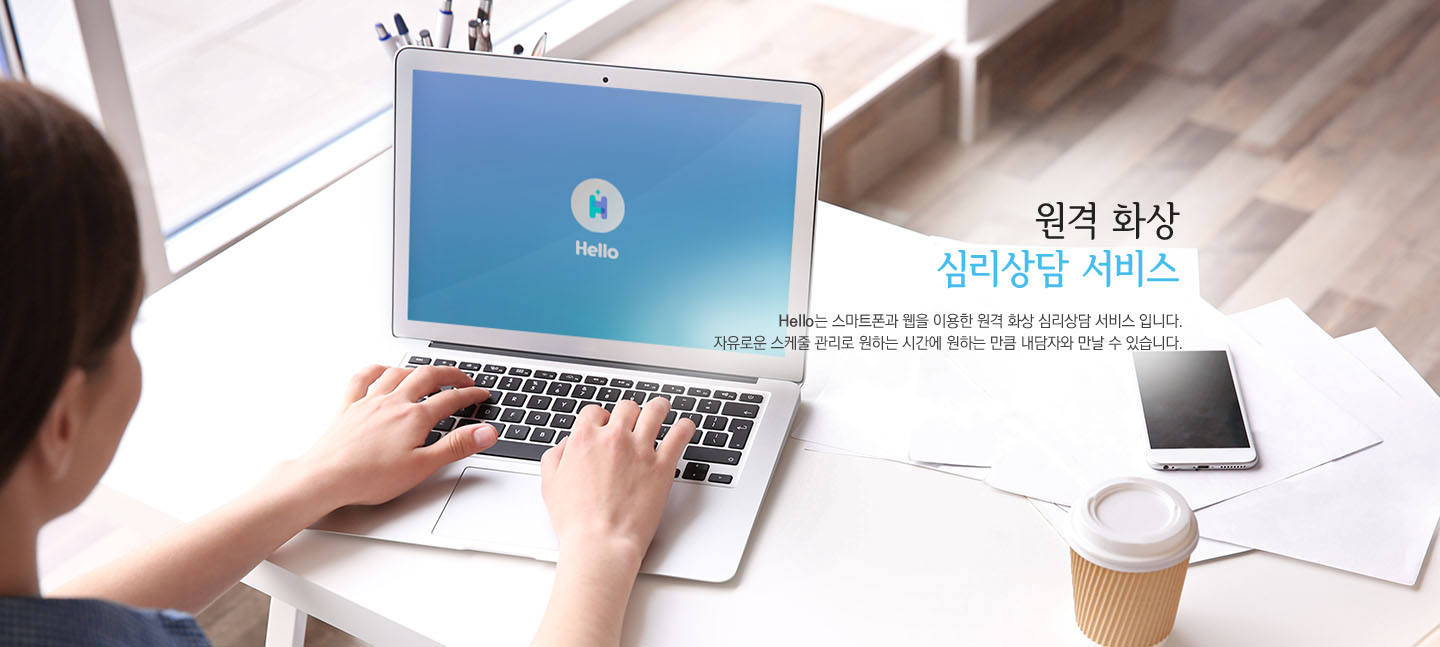 Hello
원격 화상
심리상담 서비스
Hello는 스마트폰과 웹을 이용한 원격 화상 심리상담 서비스 입니다.
자유로운 스케줄 관리로 원하는 시간에 원하는 만큼 내담자와 만날 수 있습니다.